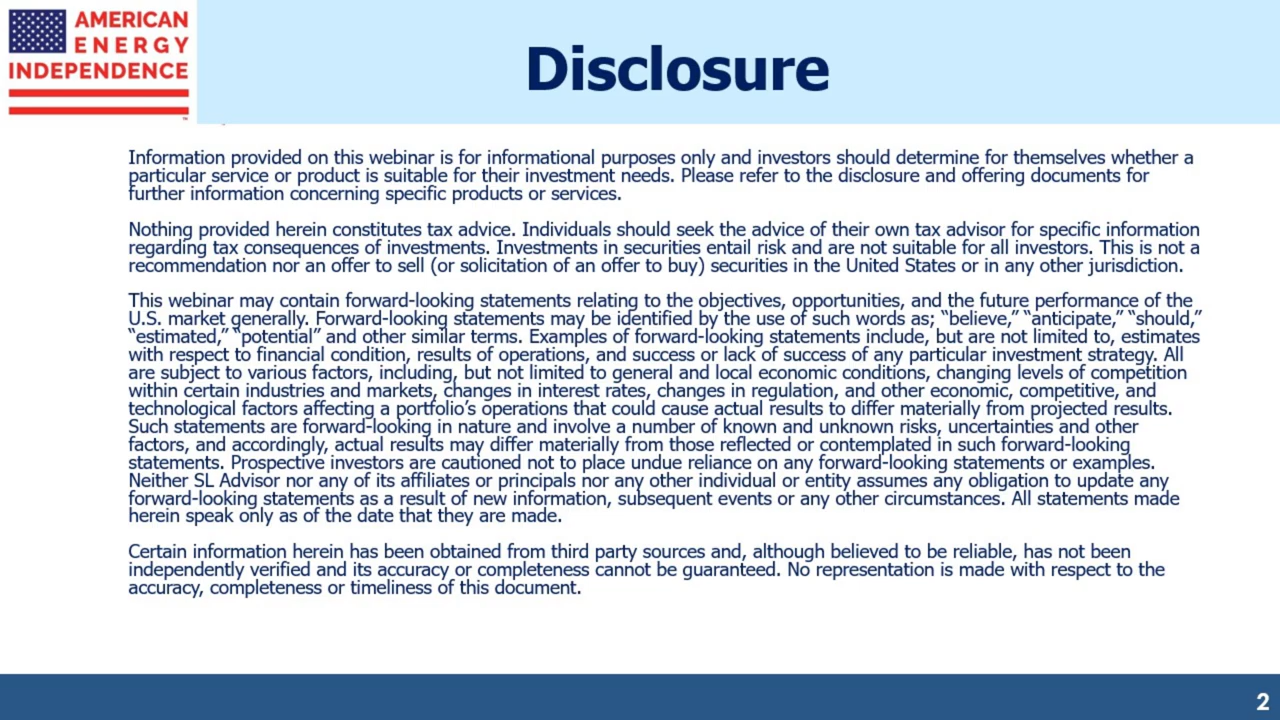 AMERICAN
ENERGY
INDEPENDENCE
Disclosure
Information provided on this webinar is for informational purposes only and investors should determine for themselves whether a
particular service or product is suitable for their investment needs. Please refer to the disclosure and offering documents for
further information concerning specific products or services.
Nothing provided herein constitutes tax advice. Individuals should seek the advice of their own tax advisor for specific information
regarding tax consequences of investments. Investments in securities entail risk and are not suitable for all investors. This is not a
recommendation nor an offer to sell (or solicitation of an offer to buy) securities in the United States or in any other jurisdiction.
This webinar may contain forward-looking statements relating to the objectives, opportunities, and the future performance of the
U.S. market generally. Forward-looking statements may be identified by the use of such words as; “believe,” “anticipate,” “should,”
“estimated,” “potential” and other similar terms. Examples of forward-looking statements include, but are not limited to, estimates
with respect to financial condition, results of operations, and success or lack of success of any particular investment strategy. All
are subject to various factors, including, but not limited to general and local economic conditions, changing levels of competition
within certain industries and markets, changes in interest rates, changes in regulation, and other economic, competitive, and
technological factors affecting a portfolio’s operations that could cause actual results to differ materially from projected results.
Such statements are forward-looking in nature and involve a number of known and unknown risks, uncertainties and other
factors, and accordingly, actual results may differ materially from those reflected or contemplated in such forward-looking
statements. Prospective investors are cautioned not to place undue reliance on any forward-looking statements or examples.
Neither SL Advisor nor any of its affiliates or principals nor any other individual or entity assumes any obligation to update any
forward-looking statements as a result of new information, subsequent events or any other circumstances. All statements made
herein speak only as of the date that they are made.
Certain information herein has been obtained from third party sources and, although believed to be reliable, has not been
independently verified and its accuracy or completeness cannot be guaranteed. No representation is made with respect to the
accuracy, completeness or timeliness of this document.
2